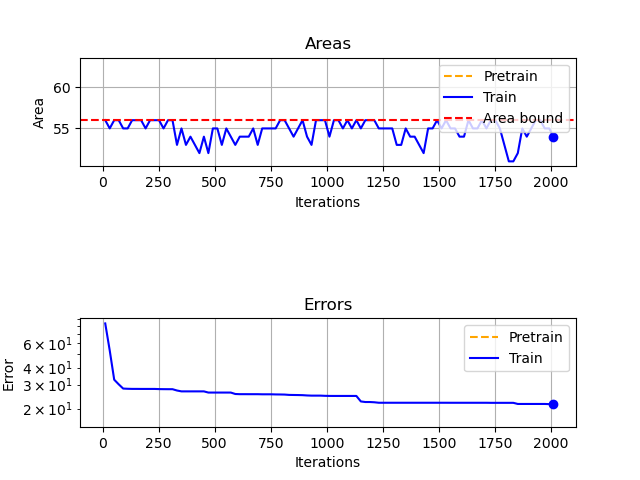 Areas
Area
60
55
Pretrain
Train
Area bound
0 250 500 750 1000 1250 1500 1750 2000
Iterations
Errors
Error
6 × 10¹
4 × 10¹
3 × 10¹
2 × 10¹
Pretrain
Train
0 250 500 750 1000 1250 1500 1750 2000
Iterations